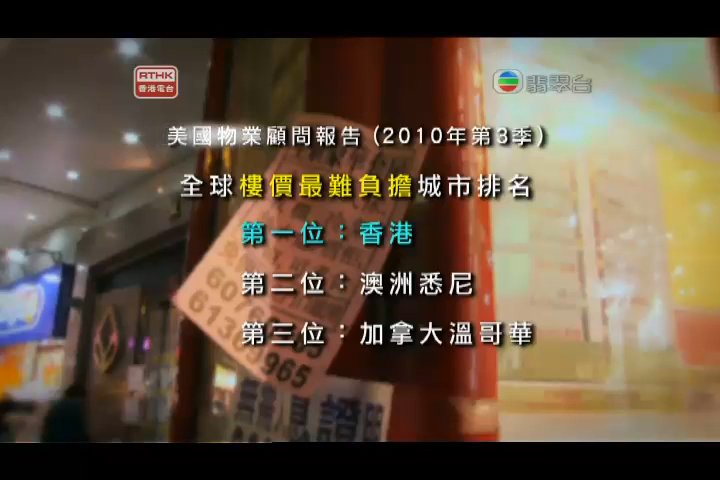 RTHK
香港電台
翡翠台
美國物業顧問報告 (2010年第3季)
全球樓價最難負擔城市排名
第一位：香港
第二位：澳洲悉尼
第三位：加拿大溫哥華